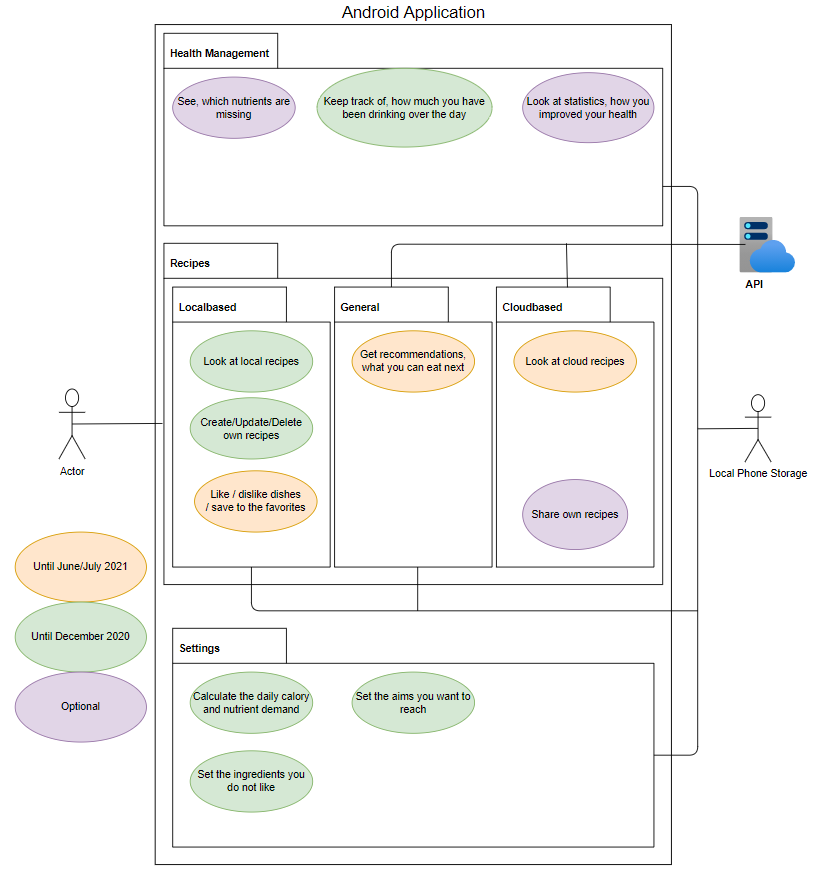 Android Application
Health Management
See, which nutrients are
missing
Keep track of, how much you have
been drinking over the day
Look at statistics, how you
improved your health
API
Recipes
Localbased
Look at local recipes
Create/Update/Delete
own recipes
Like / dislike dishes
/ save to the favorites
General
Get recommendations,
what you can eat next
Cloudbased
Look at cloud recipes
Share own recipes
Actor
Local Phone Storage
Until June/July 2021
Until December 2020
Optional
Settings
Calculate the daily calory
and nutrient demand
Set the aims you want to
reach
Set the ingredients you
do not like